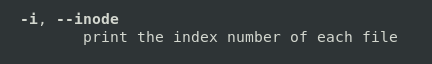 -i, --inode
print the index number of each file